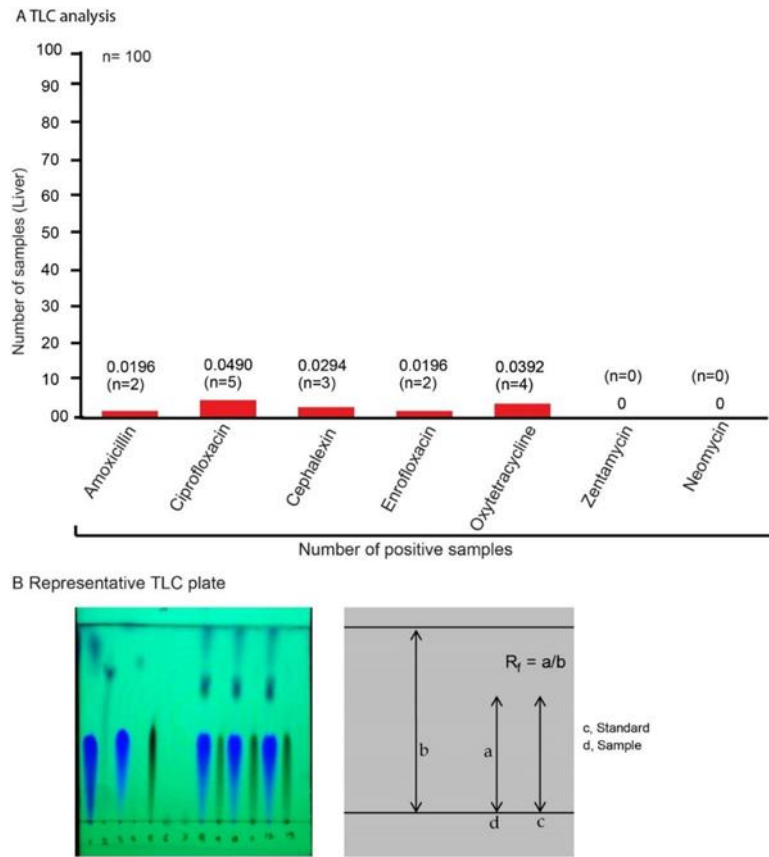 A TLC analysis
n= 100
Number of samples (Liver)
100
90
80
70
60
50
40
30
20
10
00
0.0196
(n=2)
0.0490
(n=5)
0.0294
(n=3)
0.0196
(n=2)
0.0392
(n=4)
(n=0)
0
(n=0)
0
Amoxicillin
Ciprofloxacin
Cephalexin
Enrofloxacin
Oxytetracycline
Zentamycin
Neomycin
Number of positive samples
B Representative TLC plate
Rf = a/b
b
a
d
c
c, Standard
d, Sample